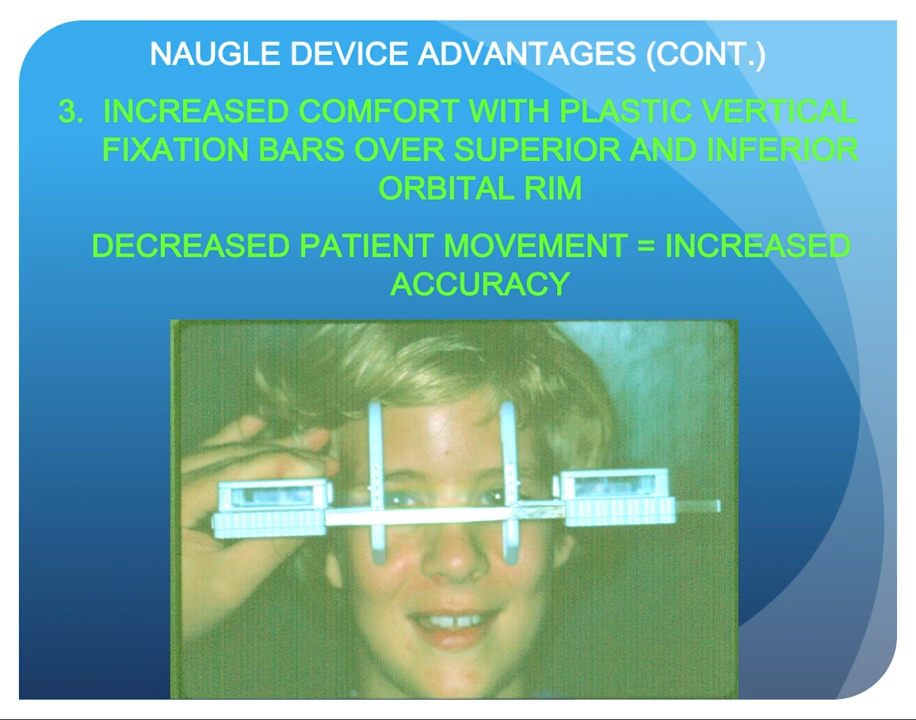 NAUGLE DEVICE ADVANTAGES (CONT.)
3. INCREASED COMFORT WITH PLASTIC VERTICAL
FIXATION BARS OVER SUPERIOR AND INFERIOR
ORBITAL RIM
DECREASED PATIENT MOVEMENT = INCREASED
ACCURACY